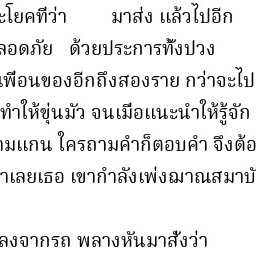 ะโยคที่ว่า มาส่ง แล้วไปอีก
ลอดภัย ด้วยประการทั้งปวง
เพื่อนของอีกถึงสองราย กว่าจะไป
ทำให้ขุ่นมัว จนเมื่อแนะนำให้รู้จัก
ามแกน ใครถามคำก็ตอบคำ จึงต้อ
าเลยเธอ เขากำลังเพ่งฌาณสมาบั
ลงจากรถ พลางหันมาสั่งว่า